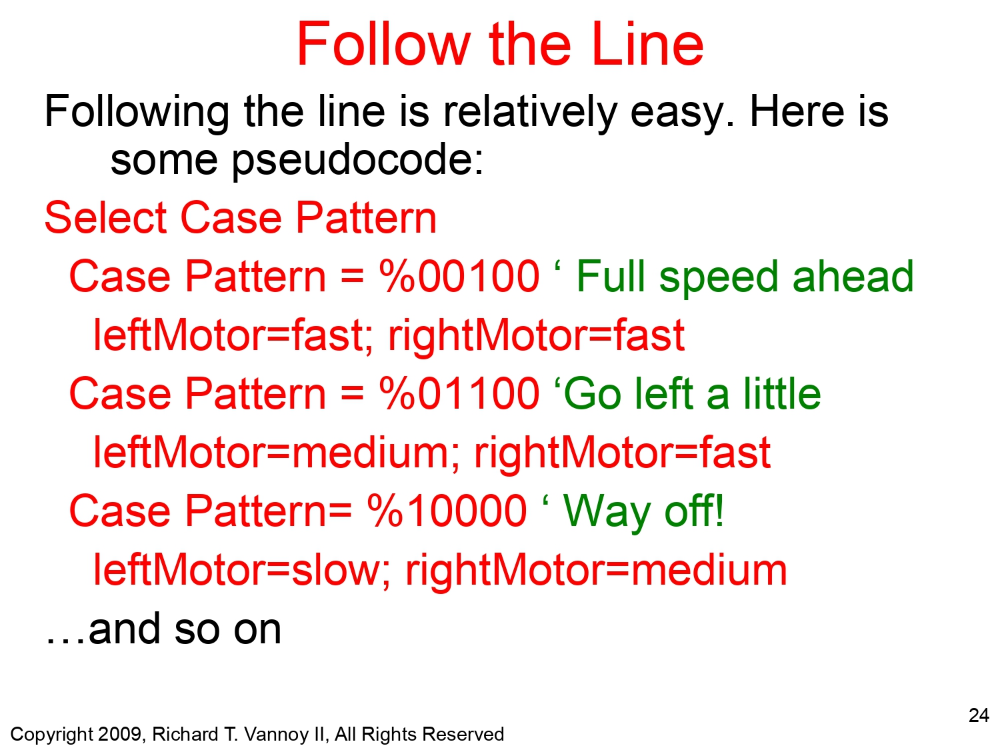 Follow the Line
Following the line is relatively easy. Here is
some pseudocode:
Select Case Pattern
Case Pattern = %00100 ‘ Full speed ahead
leftMotor=fast; rightMotor=fast
Case Pattern = %01100 ‘Go left a little
leftMotor=medium; rightMotor=fast
Case Pattern= %10000 ‘ Way off!
leftMotor=slow; rightMotor=medium
…and so on
24
Copyright 2009, Richard T. Vannoy II, All Rights Reserved